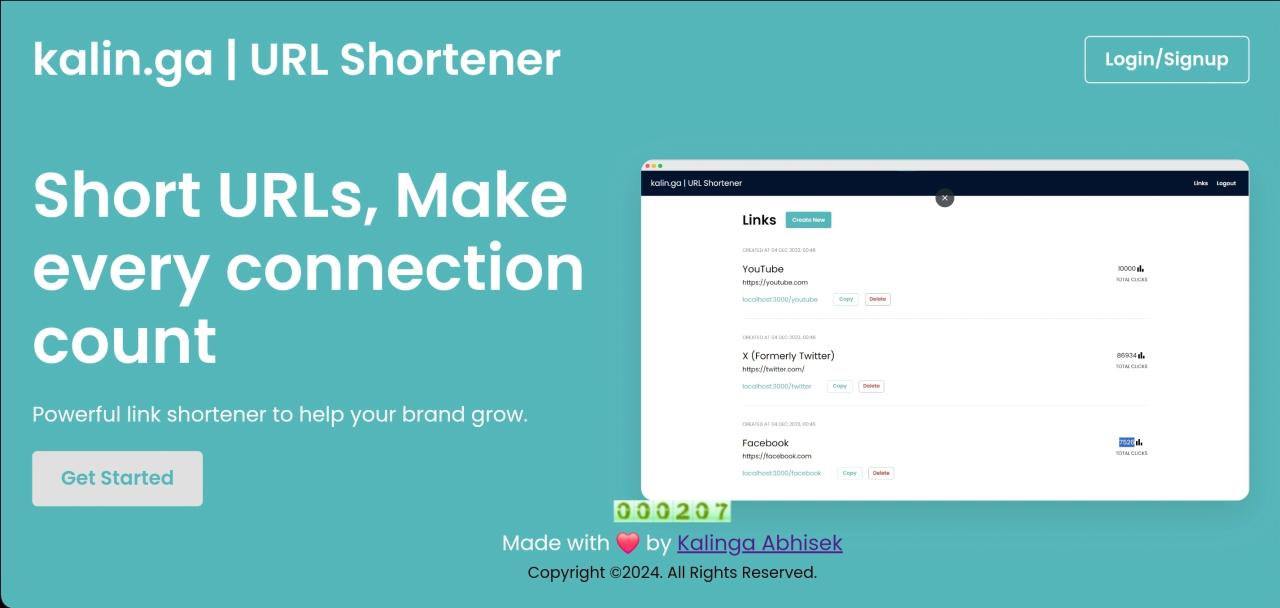 kalin.ga | URL Shortener
Login/Signup
Short URLs, Make
every connection
count
Powerful link shortener to help your brand grow.
Get Started
kalin.ga | URL Shortener
Links Logout
Links Create New
CREATED AT 04 DEC 2023, 00:46
YouTube
10000
https://youtube.com
TOTAL CLICKS
localhost:3000/youtube Copy Delete
CREATED AT 04 DEC 2023, 00:46
X (Formerly Twitter)
86934
https://twitter.com/
TOTAL CLICKS
localhost:3000/twitter Copy Delete
CREATED AT 04 DEC 2023, 00:46
Facebook
7526
https://facebook.com
TOTAL CLICKS
localhost:3000/facebook Copy Delete
000207
Made with ❤️ by Kalinga Abhisek
Copyright ©2024. All Rights Reserved.